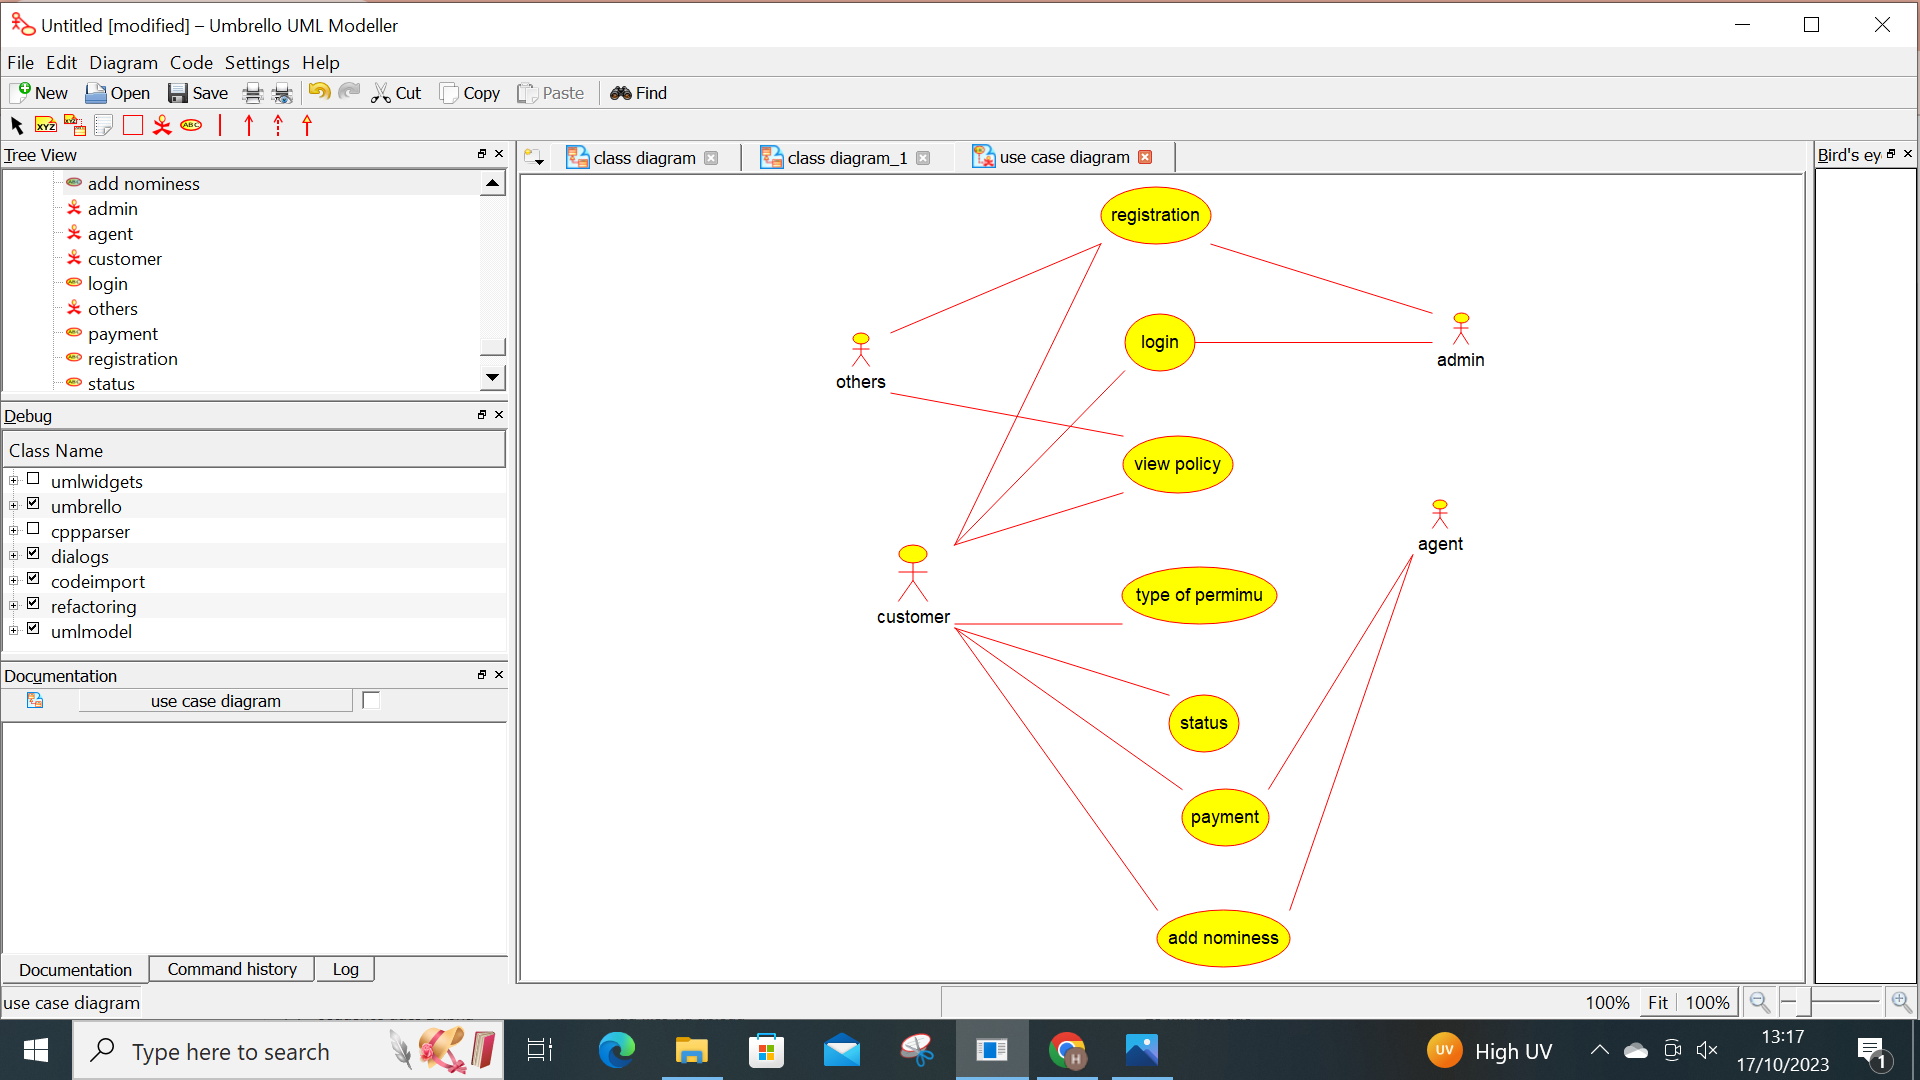 Untitled [modified] – Umbrello UML Modeller
File Edit Diagram Code Settings Help
New Open Save Cut Copy Paste Find
XYZ XYZ ABC
Tree View
add nominess
admin
agent
customer
login
others
payment
registration
status
Debug
Class Name
umlwidgets
umbrello
cppparser
dialogs
codeimport
refactoring
umlmodel
Documentation
use case diagram
Documentation Command history Log
use case diagram
class diagram class diagram_1 use case diagram
registration
login
admin
others
view policy
agent
type of permimu
customer
status
payment
add nominess
Bird's ey
100% Fit 100%
Type here to search
H
UV High UV
13:17
17/10/2023
1